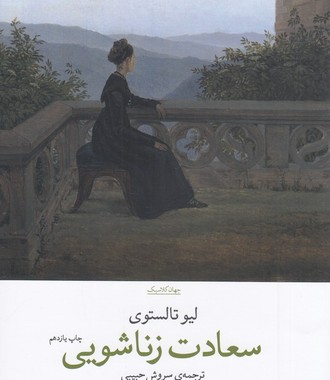 جهان کلاسیک
لیو تالستوی
سعادت زناشویی
چاپ یازدهم
ترجمه‌ی سروش حبیبی